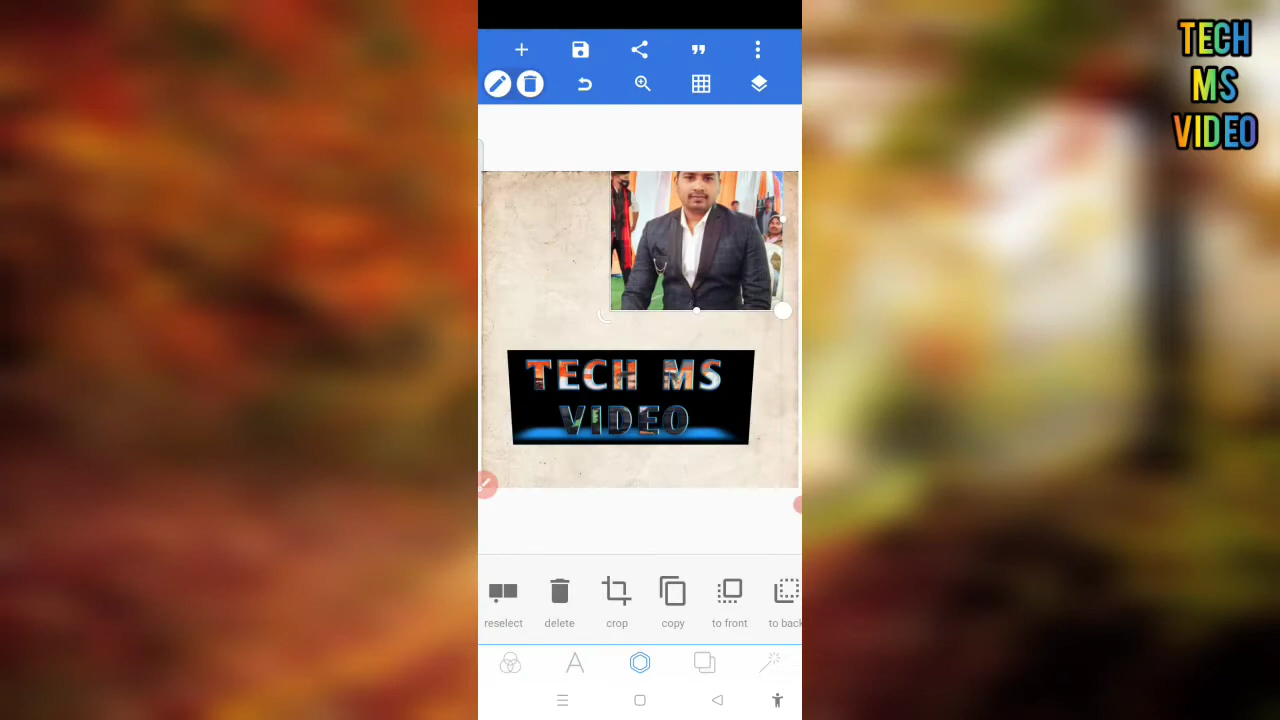 TECH
MS
VIDEO
TECH MS
VIDEO
reselect
delete
crop
copy
to front
to back